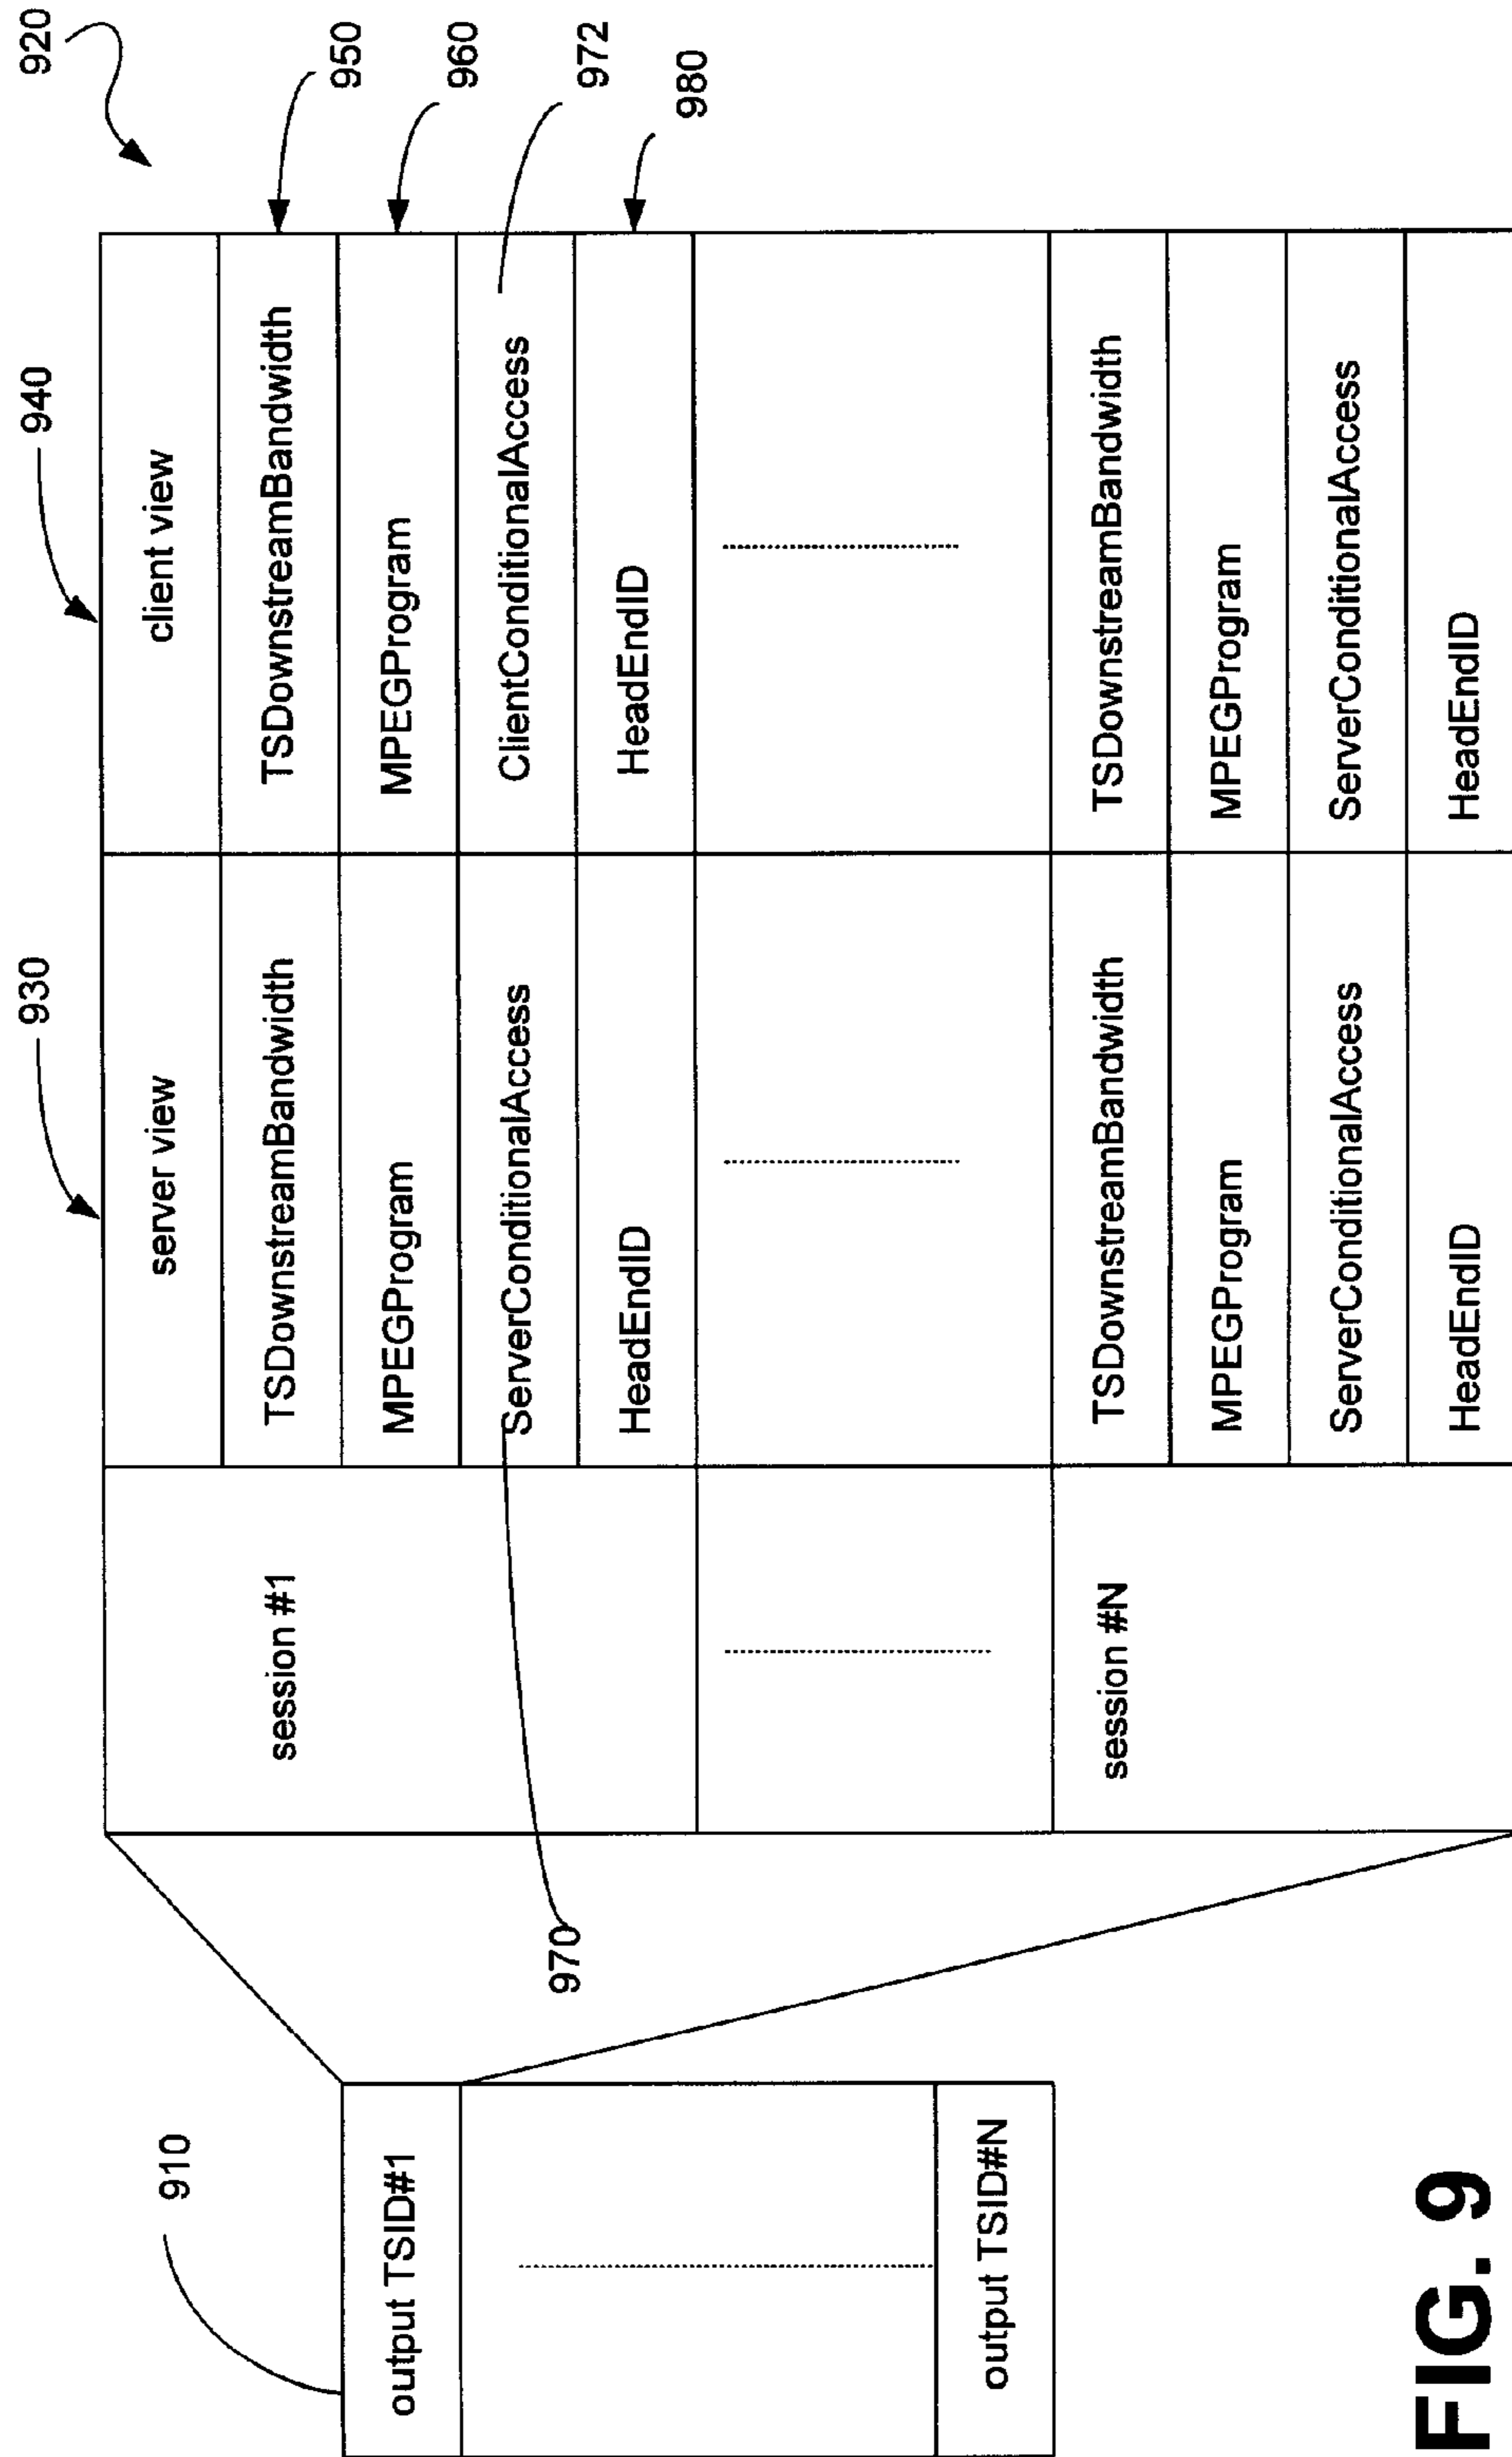 920
930
940
910
server view
client view
950
session #1
TSDownstreamBandwidth
TSDownstreamBandwidth
960
output TSID#1
MPEGProgram
MPEGProgram
972
ServerConditionalAccess
ClientConditionalAccess
970
980
HeadEndID
HeadEndID
output TSID#N
session #N
TSDownstreamBandwidth
TSDownstreamBandwidth
MPEGProgram
MPEGProgram
ServerConditionalAccess
ServerConditionalAccess
HeadEndID
HeadEndID
FIG. 9